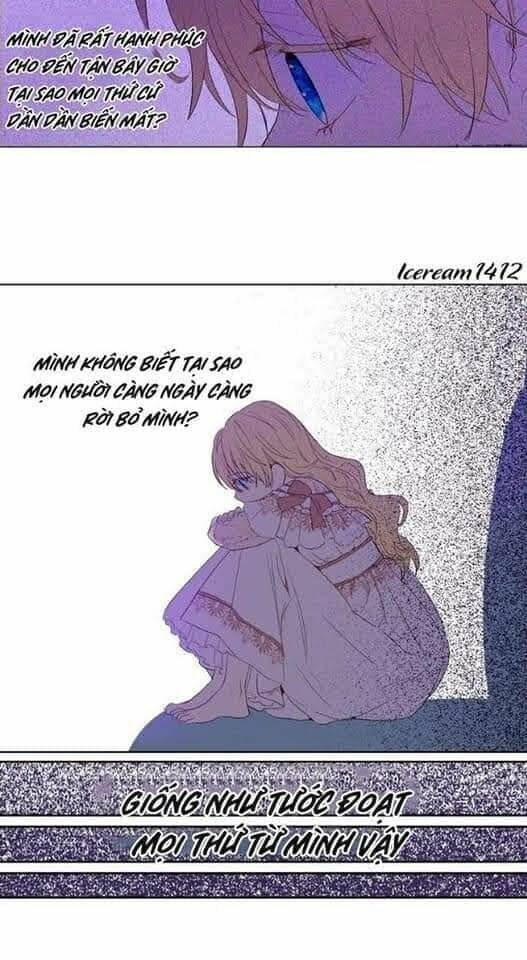 MÌNH ĐÃ RẤT HẠNH PHÚC
CHO ĐẾN TẬN BÂY GIỜ
TẠI SAO MỌI THỨ CỨ
DẦN DẦN BIẾN MẤT?
Iceream1412
MÌNH KHÔNG BIẾT TẠI SAO
MỌI NGƯỜI CÀNG NGÀY CÀNG
RỜI BỎ MÌNH?
GIỐNG NHƯ TƯỚC ĐOẠT
MỌI THỨ TỪ MÌNH VẬY